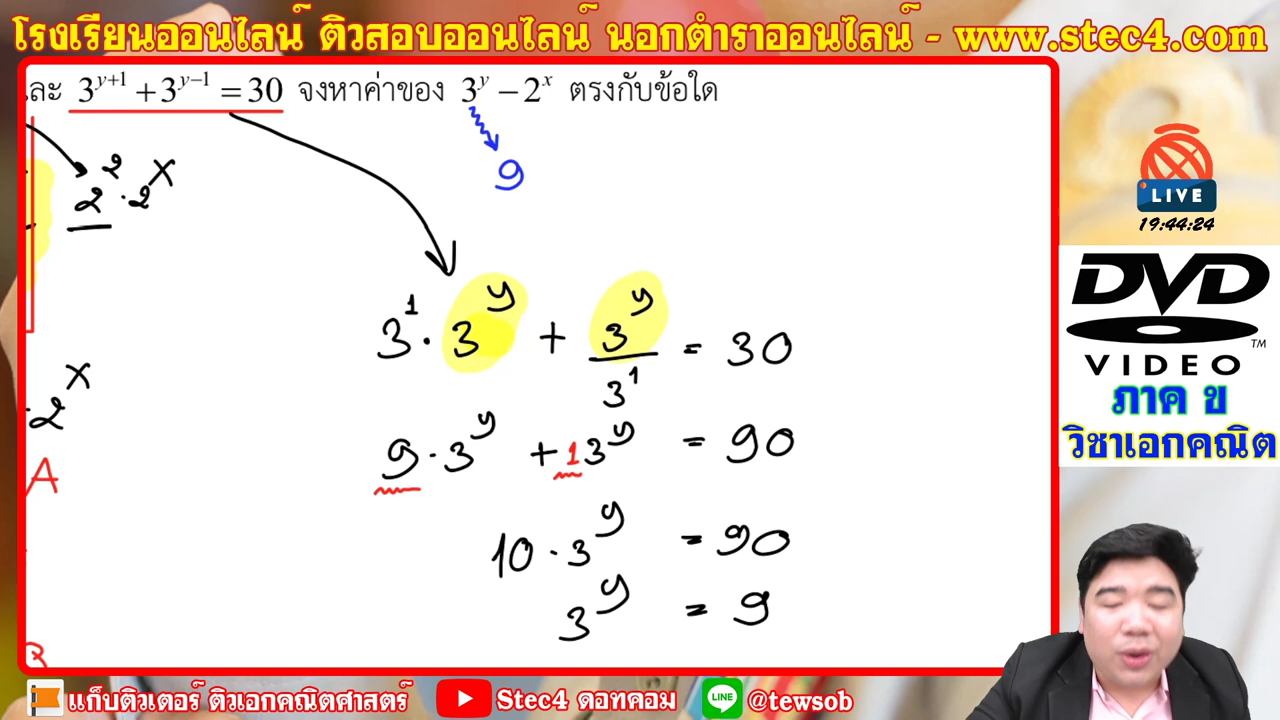 โรงเรียนออนไลน์ ติวสอบออนไลน์ นอกตำราออนไลน์ - www.stec4.com
และ 3^{y+1} + 3^{y-1} = 30 จงหาค่าของ 3^y - 2^x ตรงกับข้อใด
9
2^2 · 2^x
3^1 · 3^y + 3^y/3^1 = 30
· 2^x
9 · 3^y + 1 3^y = 90
A
10 · 3^y = 90
3^y = 9
LIVE
19:44:24
DVD
VIDEO™
ภาค ข
วิชาเอกคณิต
แก็บติวเตอร์ ติวเอกคณิตศาสตร์
Stec4 ดอทคอม
LINE
@tewsob